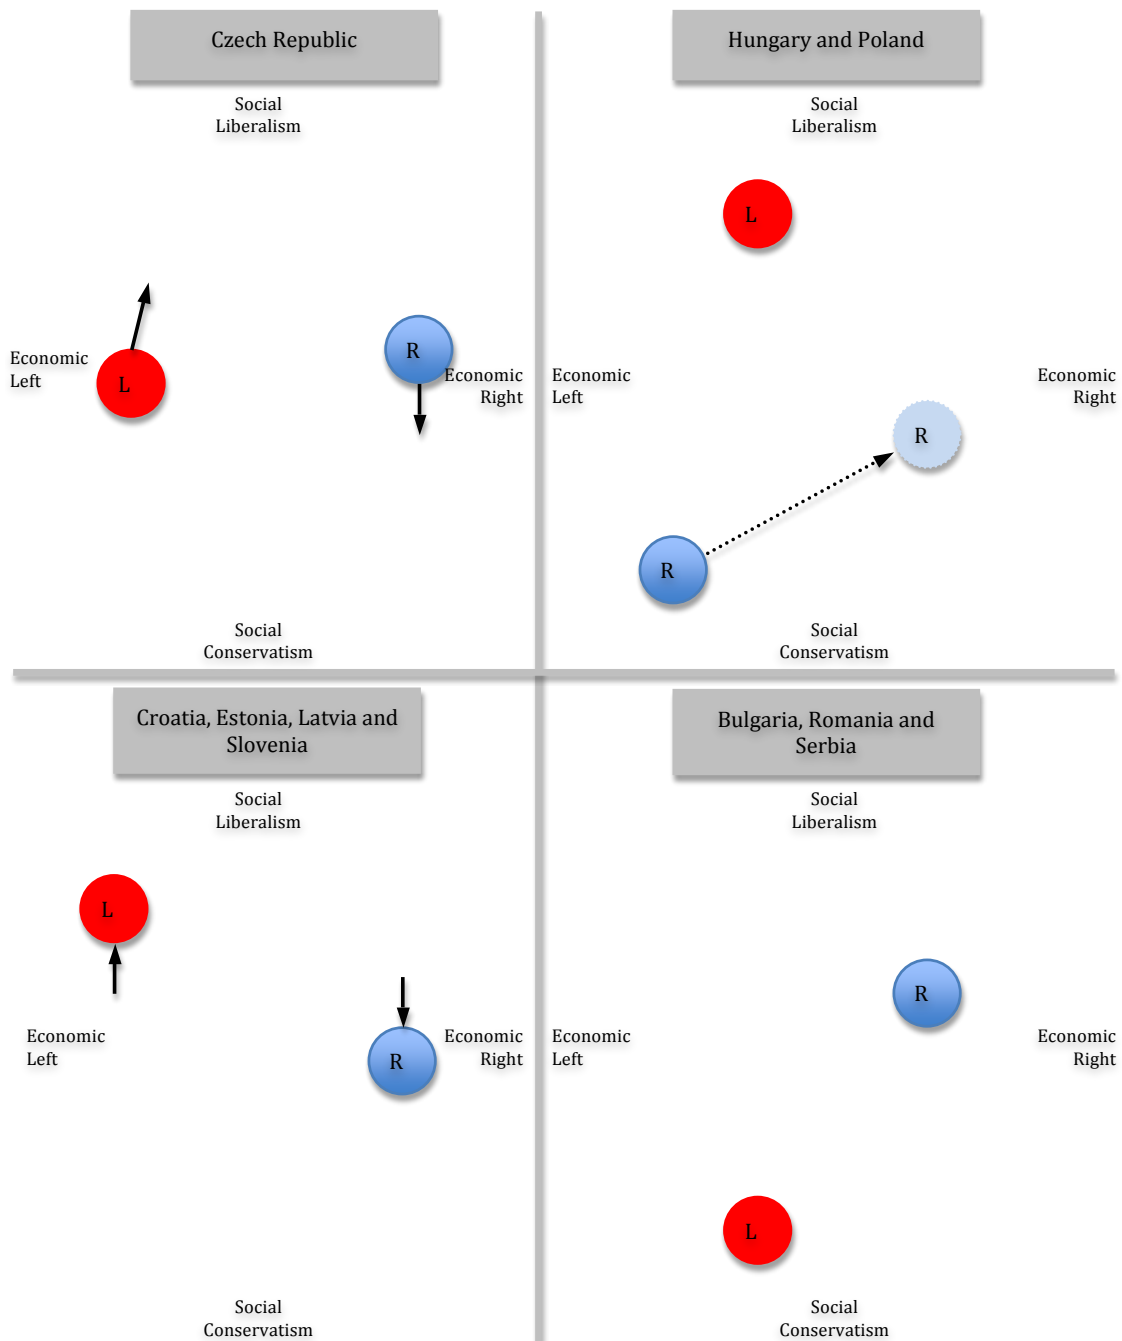 Czech Republic
Social
Liberalism
L
R
Economic
Left
Economic
Right
Social
Conservatism
Hungary and Poland
Social
Liberalism
L
Economic
Left
Economic
Right
R
R
Social
Conservatism
Croatia, Estonia, Latvia and
Slovenia
Social
Liberalism
L
Economic
Left
Economic
Right
R
Social
Conservatism
Bulgaria, Romania and
Serbia
Social
Liberalism
R
Economic
Left
Economic
Right
L
Social
Conservatism